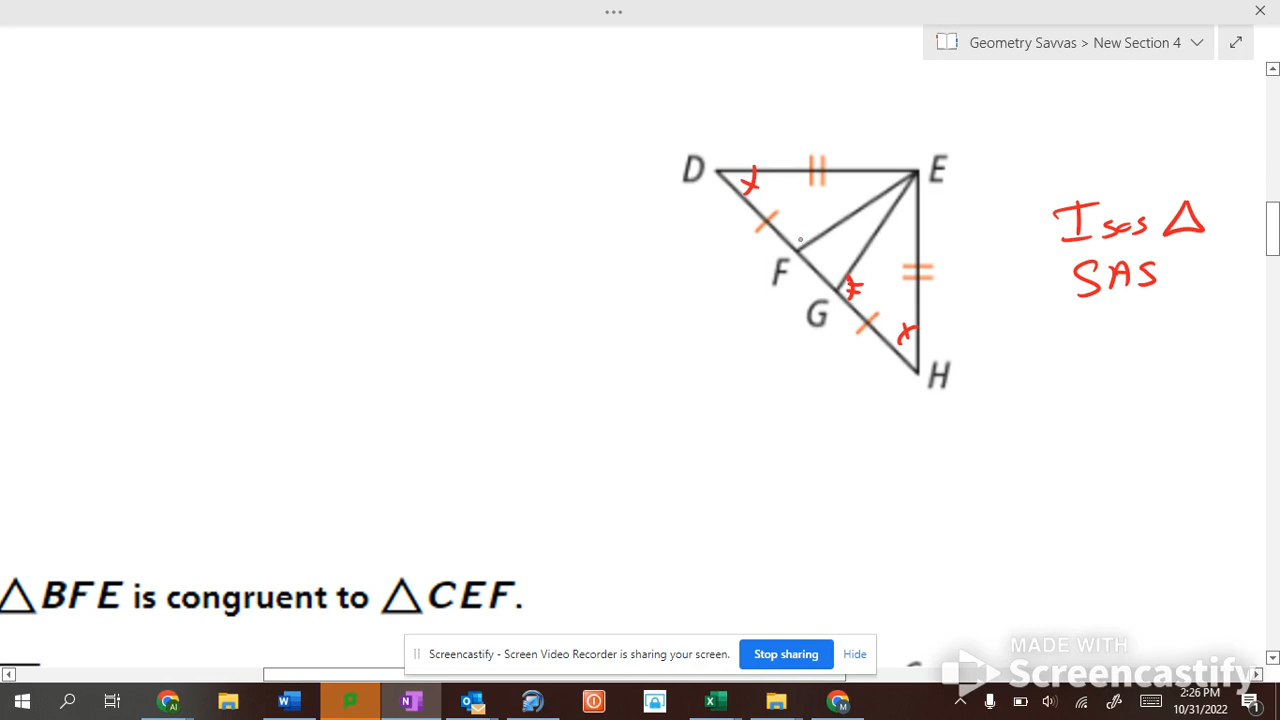 Geometry Savvas > New Section 4
D
E
Isos △
F
SAS
G
H
△BFE is congruent to △CEF.
Screencastify - Screen Video Recorder is sharing your screen.
Stop sharing
Hide
MADE WITH
Screencastify
2:26 PM
10/31/2022